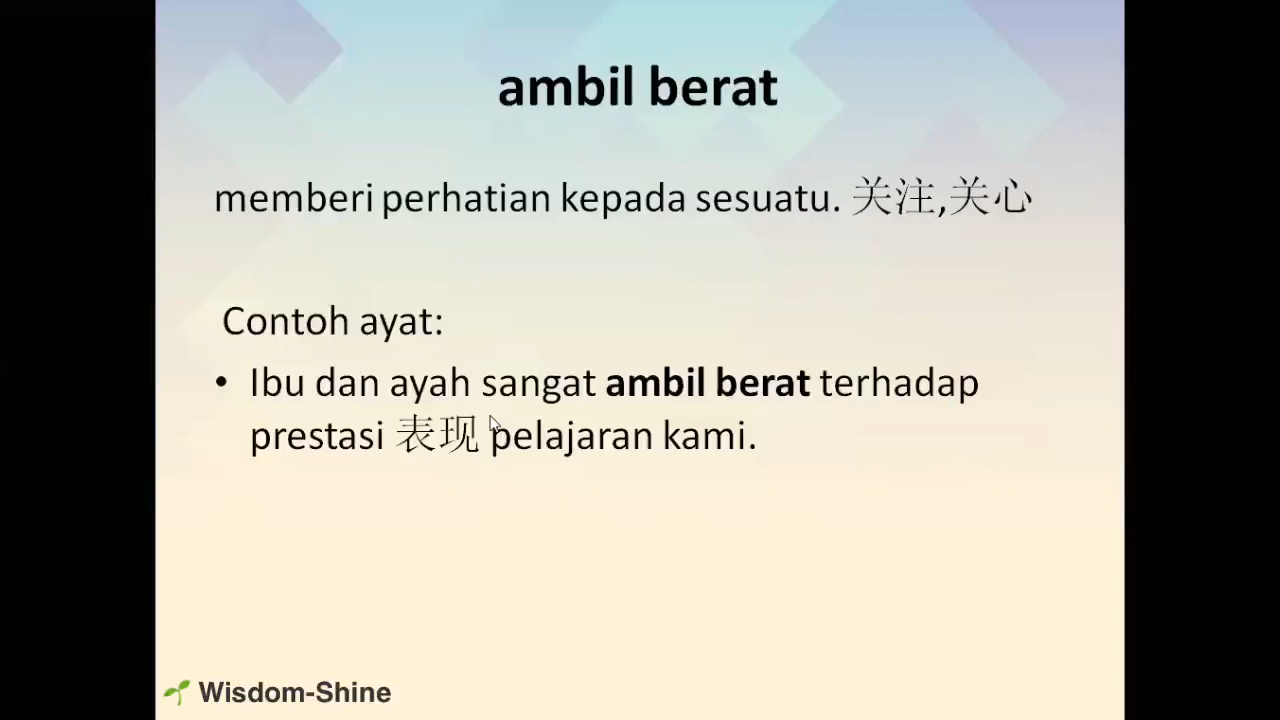 ambil berat
memberi perhatian kepada sesuatu. 关注,关心
Contoh ayat:
• Ibu dan ayah sangat ambil berat terhadap
prestasi 表现 pelajaran kami.
Wisdom-Shine